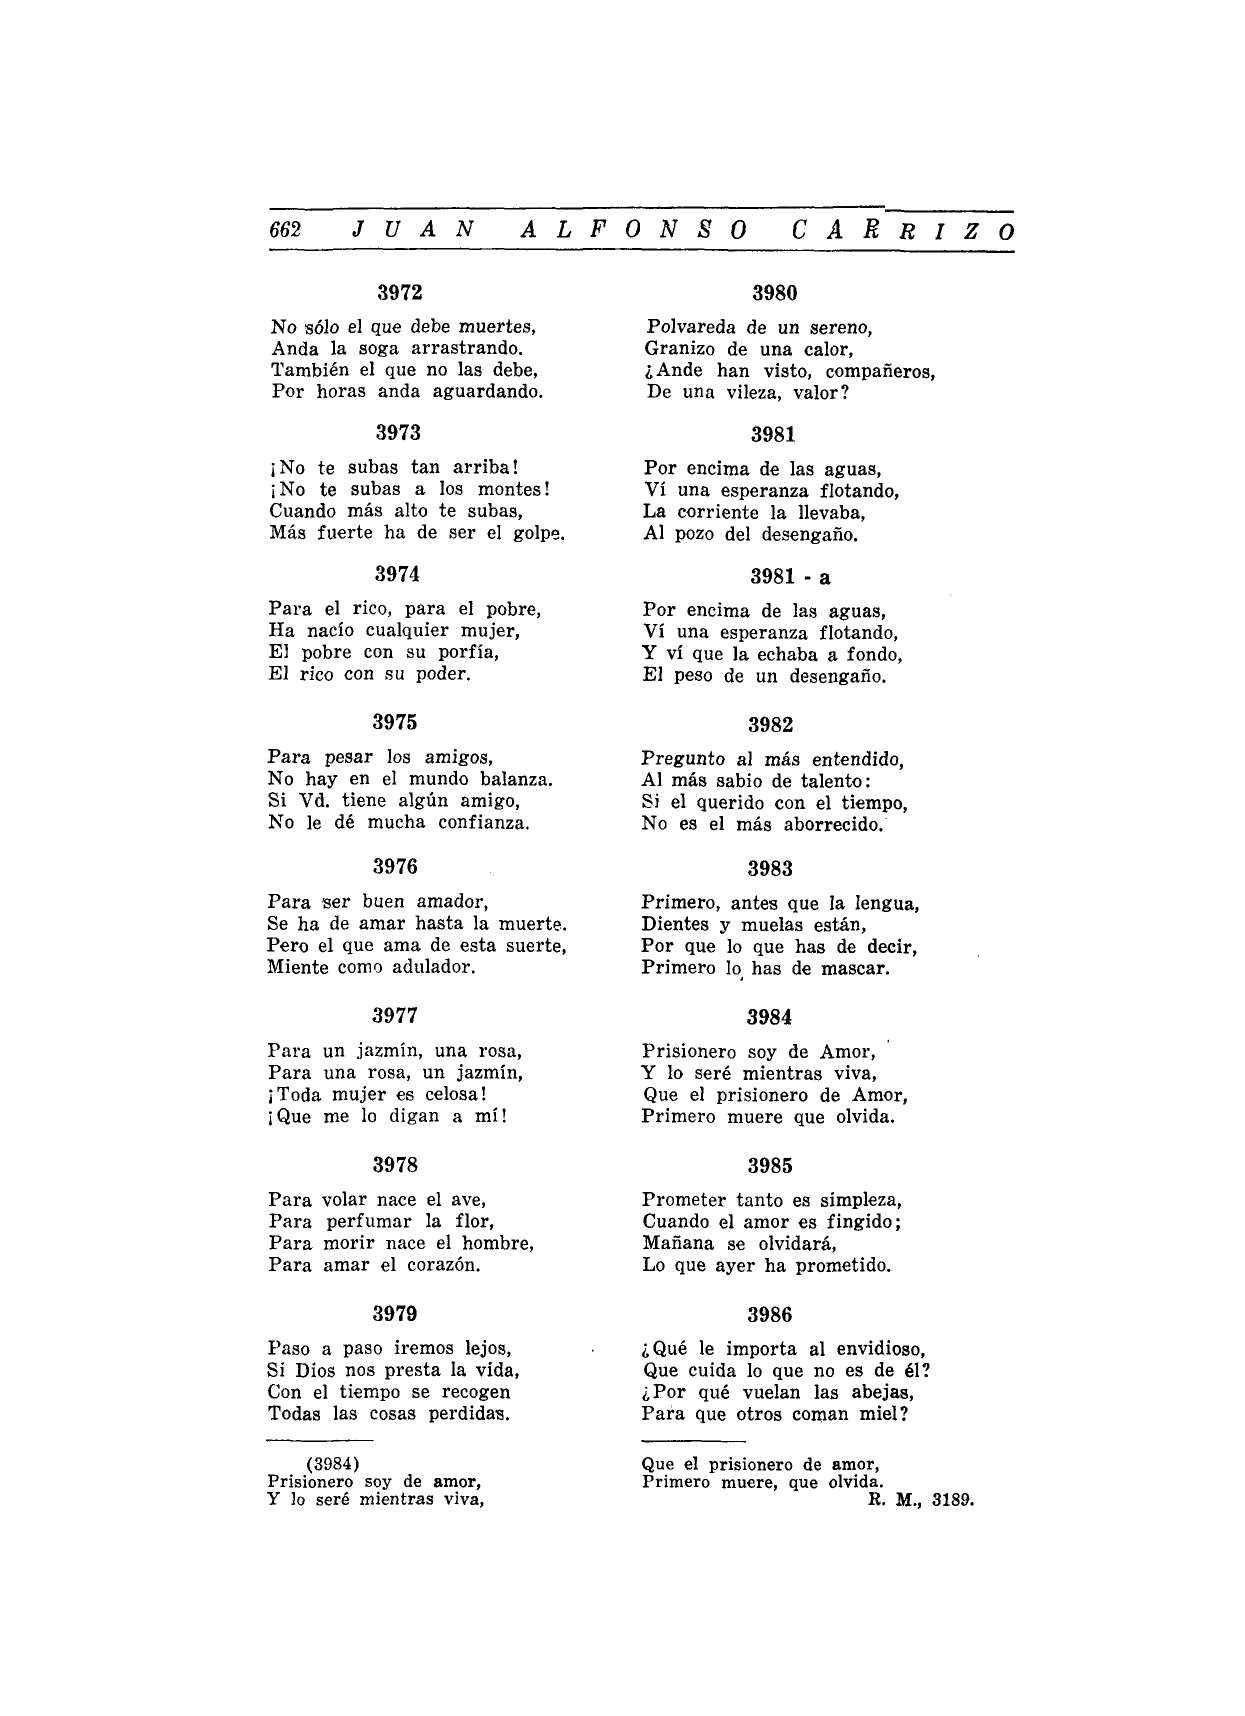 662 JUAN ALFONSO CARRIZO
3972
No sólo el que debe muertes,
Anda la soga arrastrando.
También el que no las debe,
Por horas anda aguardando.
3973
¡No te subas tan arriba!
¡No te subas a los montes!
Cuando más alto te subas,
Más fuerte ha de ser el golpe.
3974
Para el rico, para el pobre,
Ha nacío cualquier mujer,
El pobre con su porfía,
El rico con su poder.
3975
Para pesar los amigos,
No hay en el mundo balanza.
Si Vd. tiene algún amigo,
No le dé mucha confianza.
3976
Para ser buen amador,
Se ha de amar hasta la muerte.
Pero el que ama de esta suerte,
Miente como adulador.
3977
Para un jazmín, una rosa,
Para una rosa, un jazmín,
¡Toda mujer es celosa!
¡Que me lo digan a mí!
3978
Para volar nace el ave,
Para perfumar la flor,
Para morir nace el hombre,
Para amar el corazón.
3979
Paso a paso iremos lejos,
Si Dios nos presta la vida,
Con el tiempo se recogen
Todas las cosas perdidas.
3980
Polvareda de un sereno,
Granizo de una calor,
¿Ande han visto, compañeros,
De una vileza, valor?
3981
Por encima de las aguas,
Ví una esperanza flotando,
La corriente la llevaba,
Al pozo del desengaño.
3981 - a
Por encima de las aguas,
Ví una esperanza flotando,
Y ví que la echaba a fondo,
El peso de un desengaño.
3982
Pregunto al más entendido,
Al más sabio de talento:
Si el querido con el tiempo,
No es el más aborrecido.
3983
Primero, antes que la lengua,
Dientes y muelas están,
Por que lo que has de decir,
Primero lo has de mascar.
3984
Prisionero soy de Amor,
Y lo seré mientras viva,
Que el prisionero de Amor,
Primero muere que olvida.
3985
Prometer tanto es simpleza,
Cuando el amor es fingido;
Mañana se olvidará,
Lo que ayer ha prometido.
3986
¿Qué le importa al envidioso,
Que cuida lo que no es de él?
¿Por qué vuelan las abejas,
Para que otros coman miel?
(3984)
Prisionero soy de amor,
Y lo seré mientras viva,
Que el prisionero de amor,
Primero muere, que olvida.
R. M., 3189.